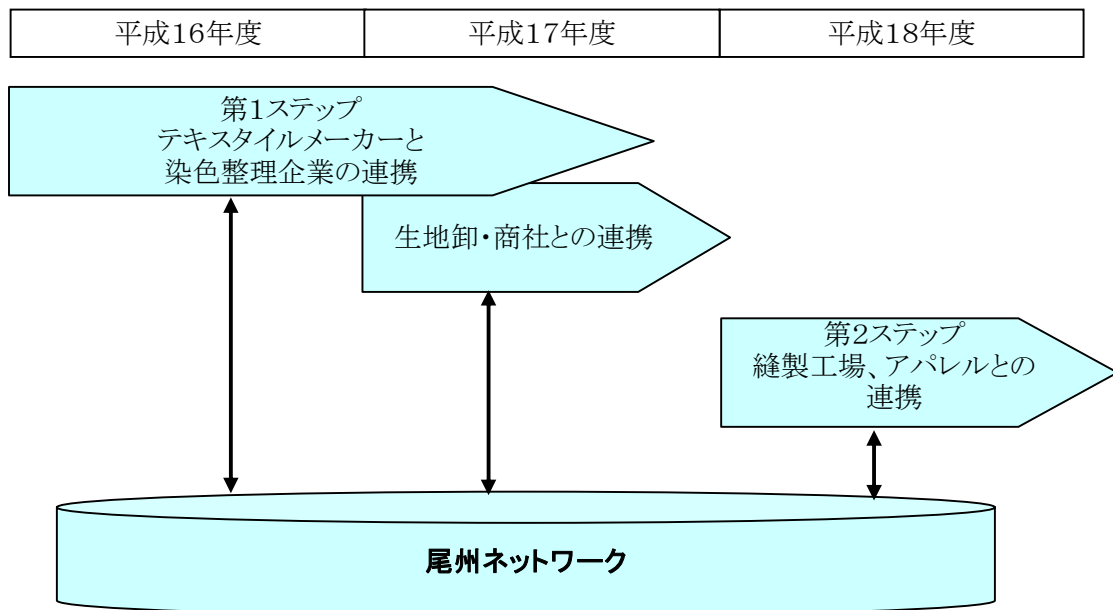 平成16年度
平成17年度
平成18年度
第1ステップ
テキスタイルメーカーと
染色整理企業の連携
生地卸・商社との連携
第2ステップ
縫製工場、アパレルとの
連携
尾州ネットワーク